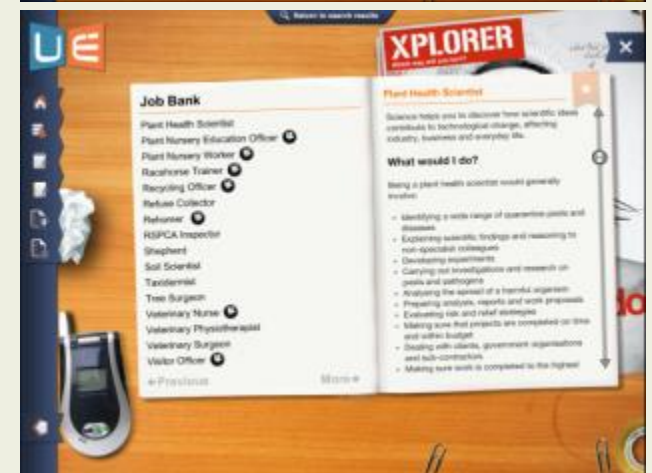 Return to search results
UE
XPLORER
Job Bank
Plant Health Scientist
Plant Nursery Education Officer
Plant Nursery Worker
Racehorse Trainer
Recycling Officer
Refuse Collector
Rehomer
RSPCA Inspector
Shepherd
Soil Scientist
Taxidermist
Tree Surgeon
Veterinary Nurse
Veterinary Physiotherapist
Veterinary Surgeon
Visitor Officer
Previous
More
Plant Health Scientist
Science helps you to discover how scientific ideas
contribute to technological change, affecting
industry, business and everyday life.
What would I do?
Being a plant health scientist would generally
involve:
Identifying a wide range of quarantine pests and
diseases
Explaining scientific findings and reasoning to
non-specialist colleagues
Developing experiments
Carrying out investigations and research on
pests and pathogens
Analysing the spread of a harmful organism
Preparing analysis, reports and work proposals
Evaluating risk and relief strategies
Making sure that projects are completed on time
and within budget
Dealing with clients, government organisations
and sub-contractors
Making sure work is completed to the highest